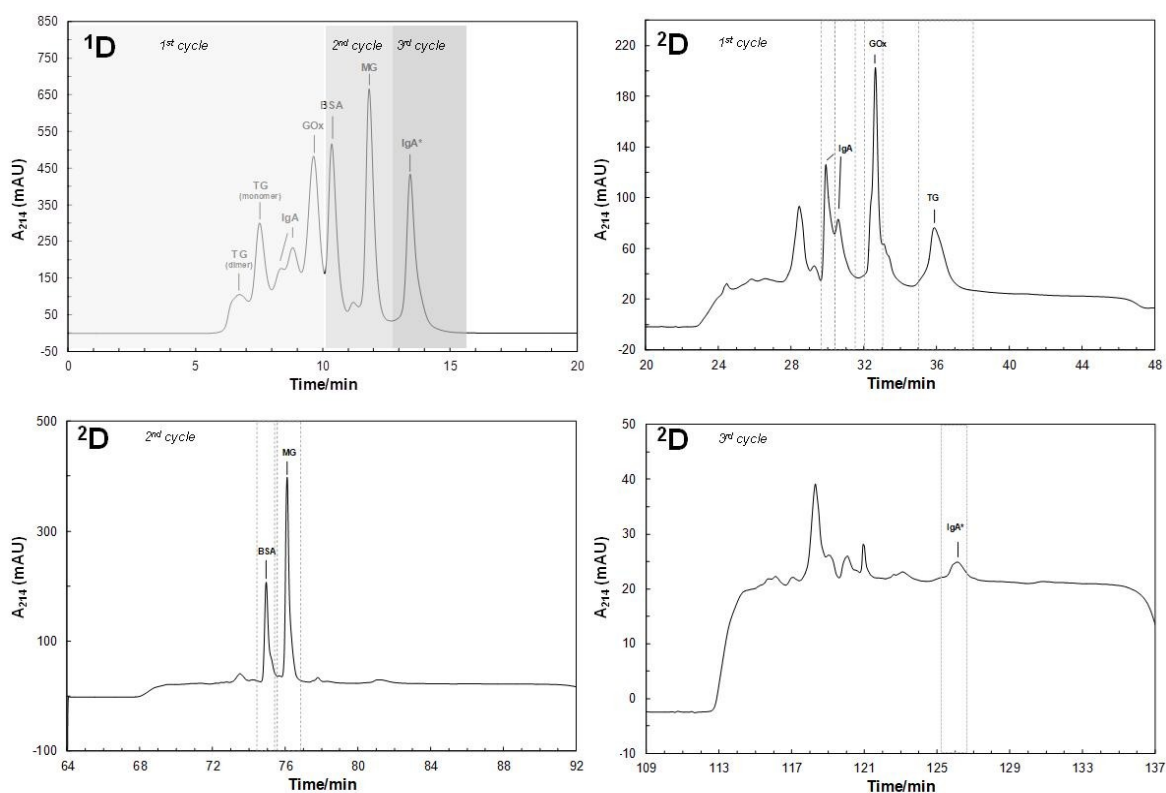 ¹D
1st cycle
2nd cycle
3rd cycle
TG
(dimer)
TG
(monomer)
IgA
GOx
BSA
MG
IgA*
A₂₁₄ (mAU)
850
750
650
550
450
350
250
150
50
-50
0 5 10 15 20
Time/min
²D
1st cycle
IgA
GOx
TG
A₂₁₄ (mAU)
220
180
140
100
60
20
-20
20 24 28 32 36 40 44 48
Time/min
²D
2nd cycle
BSA
MG
A₂₁₄ (mAU)
500
300
100
-100
64 68 72 76 80 84 88 92
Time/min
²D
3rd cycle
IgA*
A₂₁₄ (mAU)
50
40
30
20
10
0
-10
109 113 117 121 125 129 133 137
Time/min